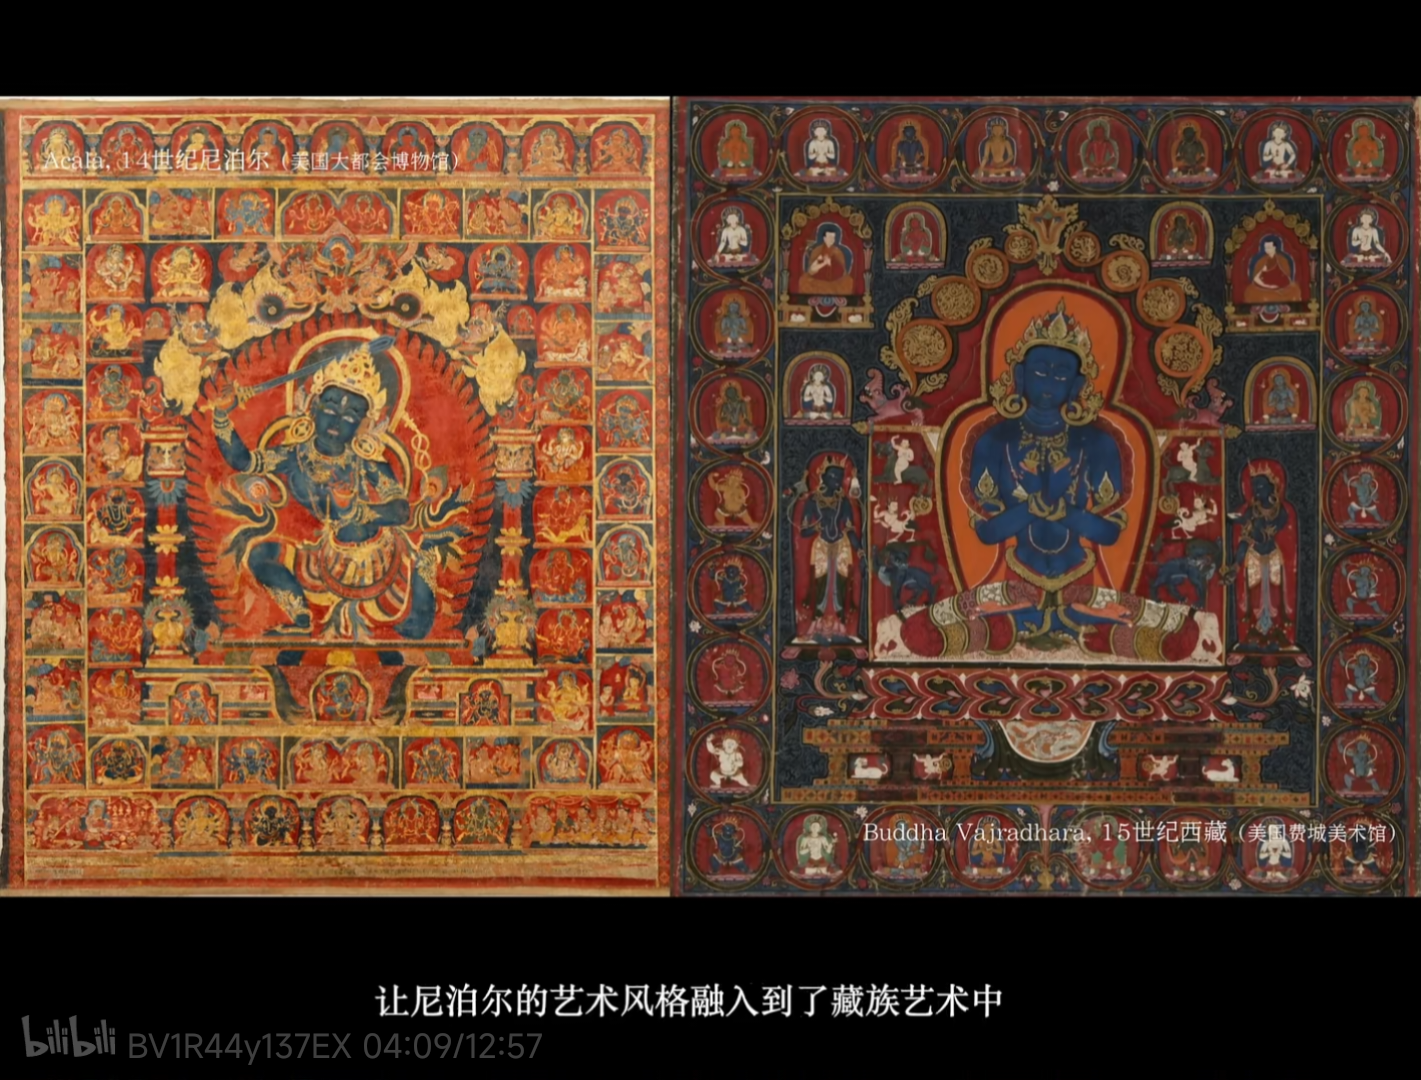 Acala, 14世纪尼泊尔（美国大都会博物馆）
Buddha Vajradhara, 15世纪西藏（美国费城美术馆）
让尼泊尔的艺术风格融入到了藏族艺术中
bilibili BV1R44y137EX 04:09/12:57